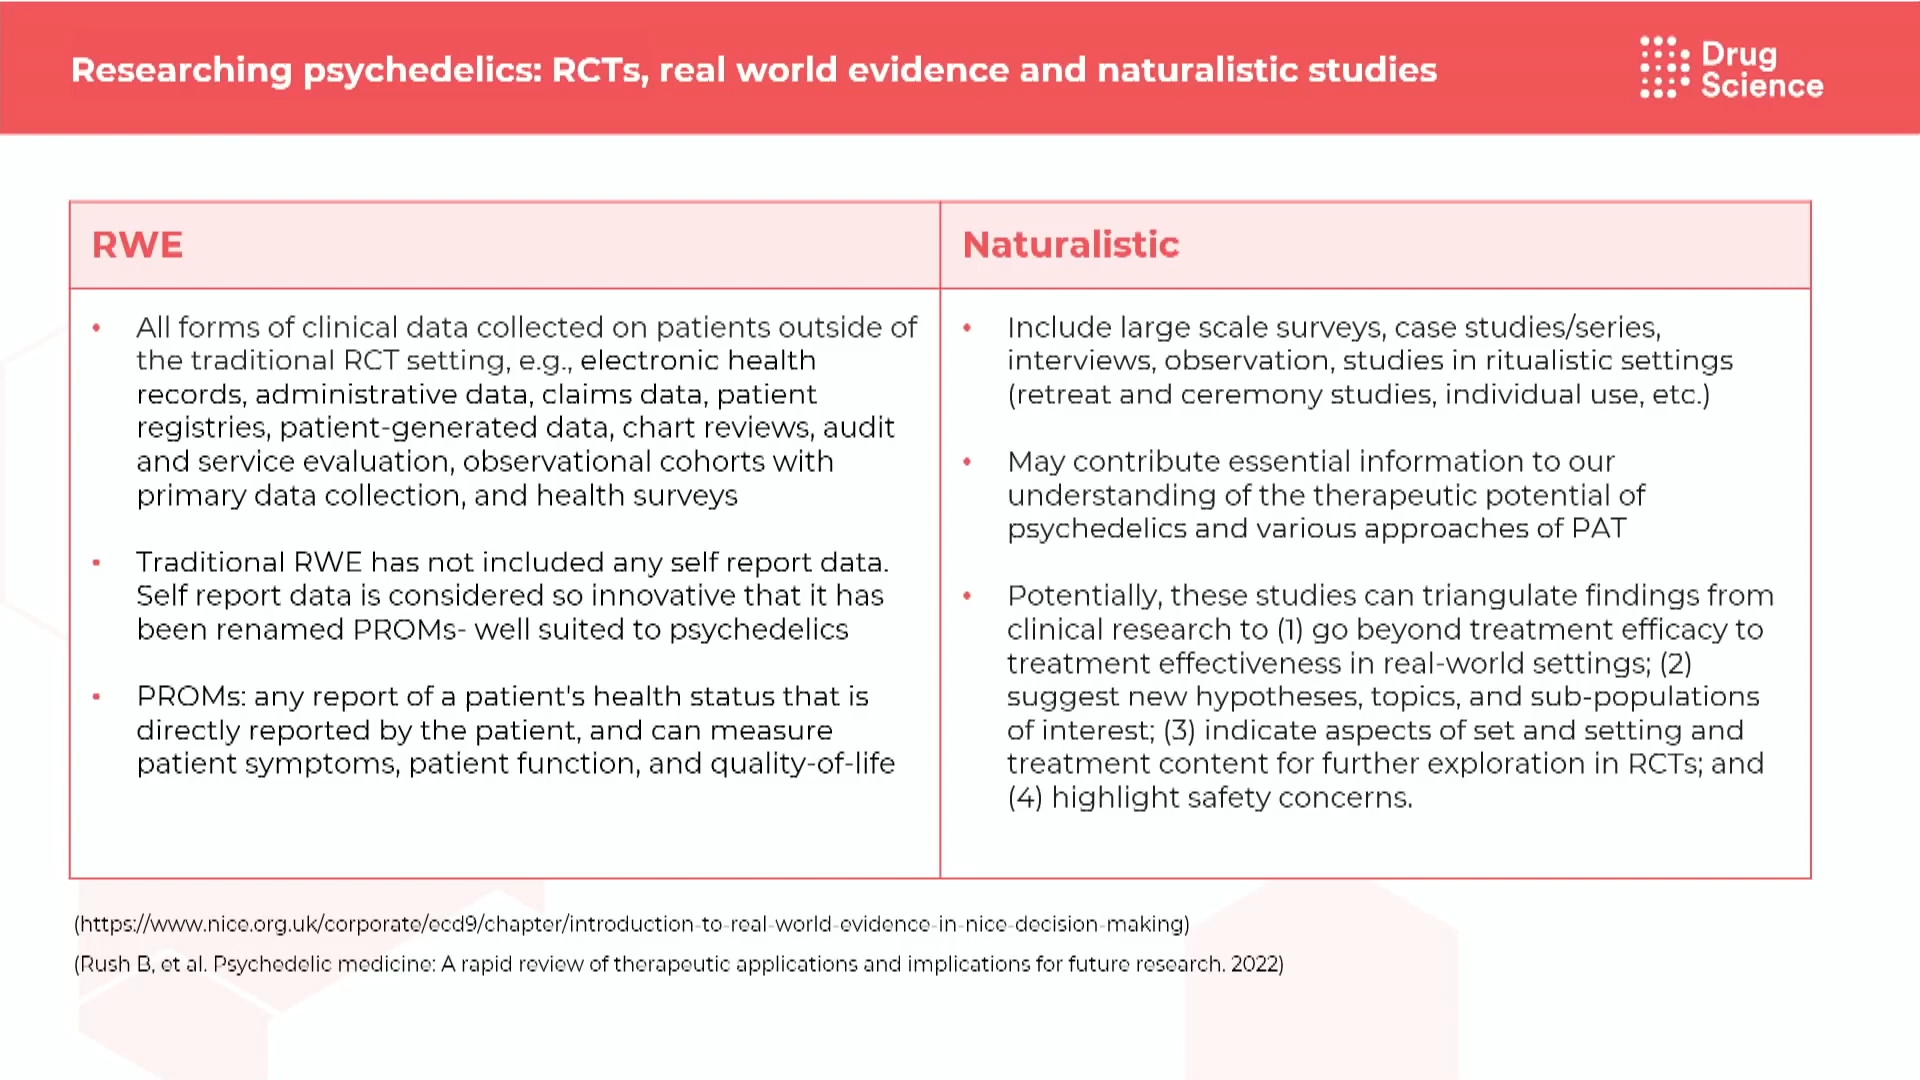 Researching psychedelics: RCTs, real world evidence and naturalistic studies
Drug
Science
RWE
• All forms of clinical data collected on patients outside of
the traditional RCT setting, e.g., electronic health
records, administrative data, claims data, patient
registries, patient-generated data, chart reviews, audit
and service evaluation, observational cohorts with
primary data collection, and health surveys
• Traditional RWE has not included any self report data.
Self report data is considered so innovative that it has
been renamed PROMs- well suited to psychedelics
• PROMs: any report of a patient's health status that is
directly reported by the patient, and can measure
patient symptoms, patient function, and quality-of-life
Naturalistic
• Include large scale surveys, case studies/series,
interviews, observation, studies in ritualistic settings
(retreat and ceremony studies, individual use, etc.)
• May contribute essential information to our
understanding of the therapeutic potential of
psychedelics and various approaches of PAT
• Potentially, these studies can triangulate findings from
clinical research to (1) go beyond treatment efficacy to
treatment effectiveness in real-world settings; (2)
suggest new hypotheses, topics, and sub-populations
of interest; (3) indicate aspects of set and setting and
treatment content for further exploration in RCTs; and
(4) highlight safety concerns.
(https://www.nice.org.uk/corporate/ecd9/chapter/introduction-to-real-world-evidence-in-nice-decision-making)
(Rush B, et al. Psychedelic medicine: A rapid review of therapeutic applications and implications for future research. 2022)